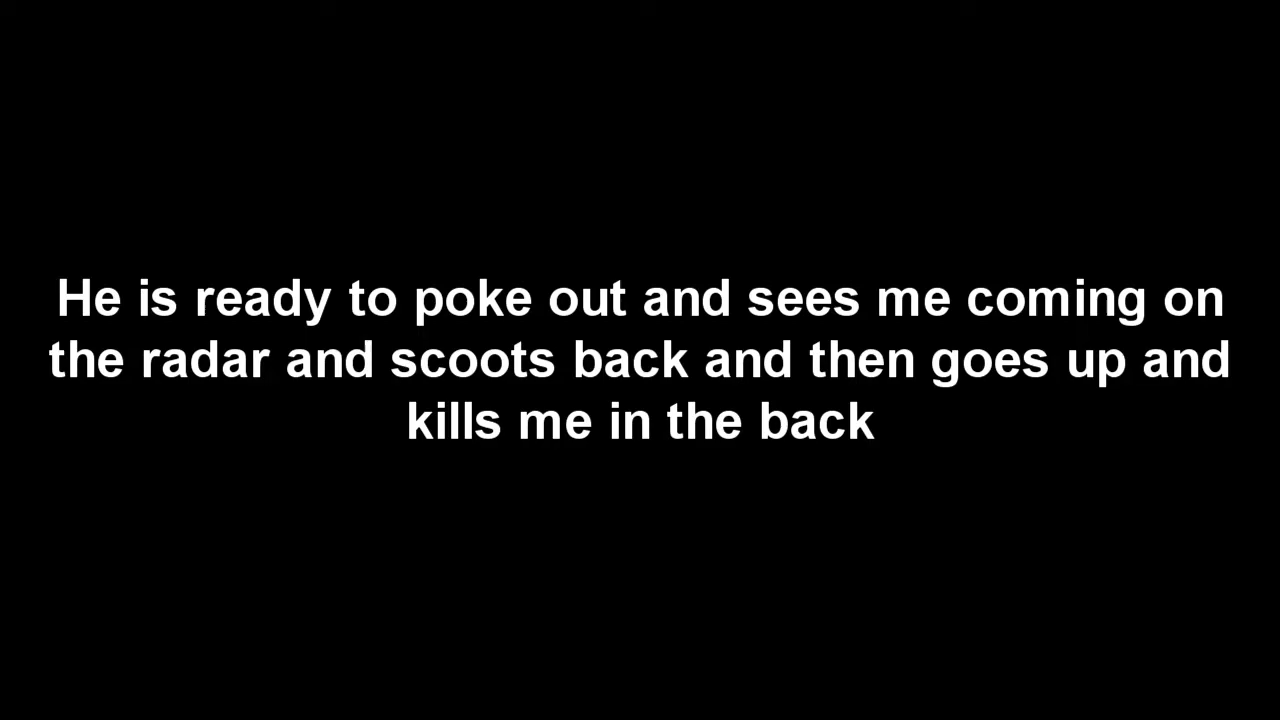 He is ready to poke out and sees me coming on
the radar and scoots back and then goes up and
kills me in the back